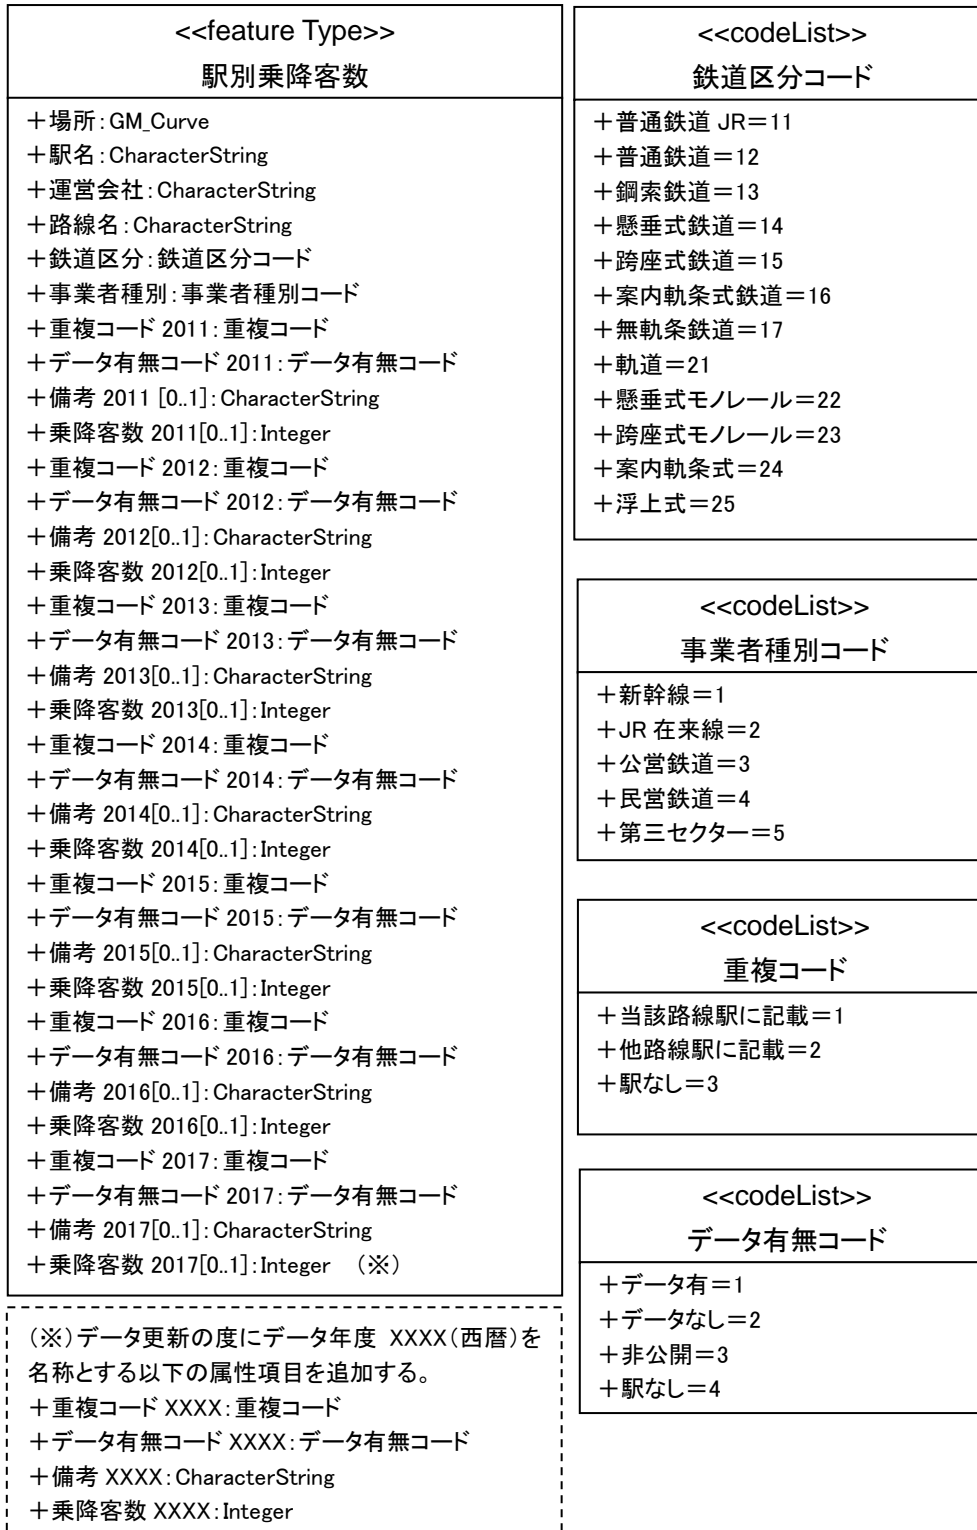 <<feature Type>>
駅別乗降客数
＋場所：GM_Curve
＋駅名：CharacterString
＋運営会社：CharacterString
＋路線名：CharacterString
＋鉄道区分：鉄道区分コード
＋事業者種別：事業者種別コード
＋重複コード 2011：重複コード
＋データ有無コード 2011：データ有無コード
＋備考 2011 [0..1]：CharacterString
＋乗降客数 2011[0..1]：Integer
＋重複コード 2012：重複コード
＋データ有無コード 2012：データ有無コード
＋備考 2012[0..1]：CharacterString
＋乗降客数 2012[0..1]：Integer
＋重複コード 2013：重複コード
＋データ有無コード 2013：データ有無コード
＋備考 2013[0..1]：CharacterString
＋乗降客数 2013[0..1]：Integer
＋重複コード 2014：重複コード
＋データ有無コード 2014：データ有無コード
＋備考 2014[0..1]：CharacterString
＋乗降客数 2014[0..1]：Integer
＋重複コード 2015：重複コード
＋データ有無コード 2015：データ有無コード
＋備考 2015[0..1]：CharacterString
＋乗降客数 2015[0..1]：Integer
＋重複コード 2016：重複コード
＋データ有無コード 2016：データ有無コード
＋備考 2016[0..1]：CharacterString
＋乗降客数 2016[0..1]：Integer
＋重複コード 2017：重複コード
＋データ有無コード 2017：データ有無コード
＋備考 2017[0..1]：CharacterString
＋乗降客数 2017[0..1]：Integer （※）
（※）データ更新の度にデータ年度 XXXX（西暦）を
名称とする以下の属性項目を追加する。
＋重複コード XXXX：重複コード
＋データ有無コード XXXX：データ有無コード
＋備考 XXXX：CharacterString
＋乗降客数 XXXX：Integer
<<codeList>>
鉄道区分コード
＋普通鉄道 JR＝11
＋普通鉄道＝12
＋鋼索鉄道＝13
＋懸垂式鉄道＝14
＋跨座式鉄道＝15
＋案内軌条式鉄道＝16
＋無軌条鉄道＝17
＋軌道＝21
＋懸垂式モノレール＝22
＋跨座式モノレール＝23
＋案内軌条式＝24
＋浮上式＝25
<<codeList>>
事業者種別コード
＋新幹線＝1
＋JR 在来線＝2
＋公営鉄道＝3
＋民営鉄道＝4
＋第三セクター＝5
<<codeList>>
重複コード
＋当該路線駅に記載＝1
＋他路線駅に記載＝2
＋駅なし＝3
<<codeList>>
データ有無コード
＋データ有＝1
＋データなし＝2
＋非公開＝3
＋駅なし＝4